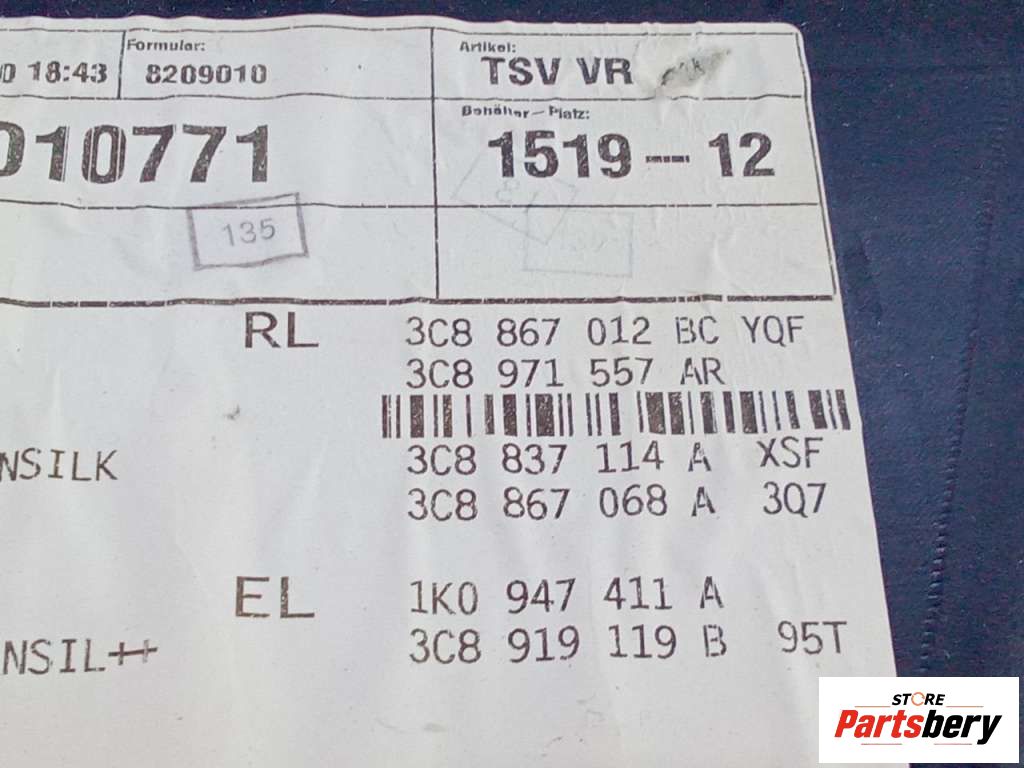 Formular:
Artikel:
0 18:43
8209010
TSV VR
Behälter-Platz:
010771
1519--- 12
135
RL 3C8 867 012 BC YQF
3C8 971 557 AR
NSILK 3C8 837 114 A XSF
3C8 867 068 A 3Q7
EL 1K0 947 411 A
NSIL++ 3C8 919 119 B 95T
STORE
Partsbery